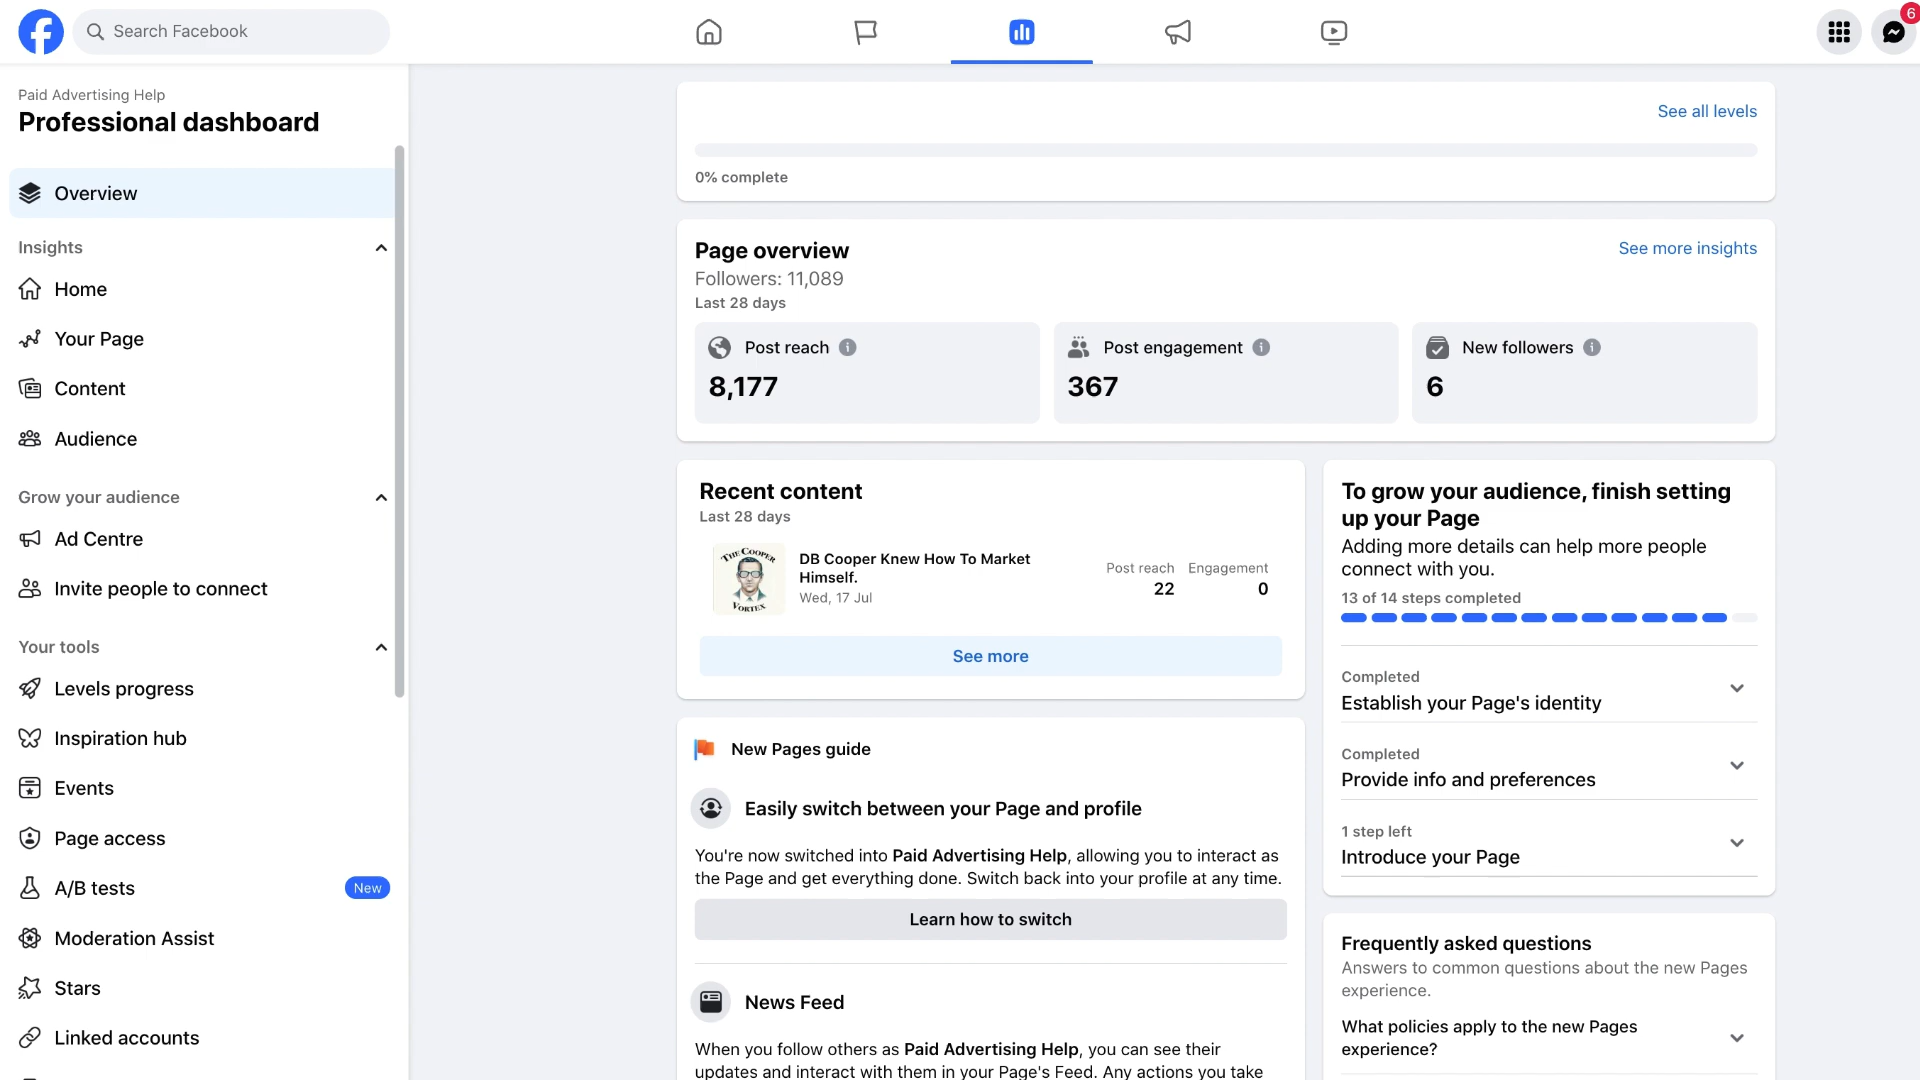 Search Facebook
6
Paid Advertising Help
Professional dashboard
Overview
Insights
Home
Your Page
Content
Audience
Grow your audience
Ad Centre
Invite people to connect
Your tools
Levels progress
Inspiration hub
Events
Page access
A/B tests
New
Moderation Assist
Stars
Linked accounts
See all levels
0% complete
Page overview
See more insights
Followers: 11,089
Last 28 days
Post reach
8,177
Post engagement
367
New followers
6
Recent content
Last 28 days
THE COOPER
VORTEX
DB Cooper Knew How To Market
Himself.
Wed, 17 Jul
Post reach
22
Engagement
0
See more
New Pages guide
Easily switch between your Page and profile
You're now switched into Paid Advertising Help, allowing you to interact as
the Page and get everything done. Switch back into your profile at any time.
Learn how to switch
News Feed
When you follow others as Paid Advertising Help, you can see their
updates and interact with them in your Page's Feed. Any actions you take
To grow your audience, finish setting
up your Page
Adding more details can help more people
connect with you.
13 of 14 steps completed
Completed
Establish your Page's identity
Completed
Provide info and preferences
1 step left
Introduce your Page
Frequently asked questions
Answers to common questions about the new Pages
experience.
What policies apply to the new Pages
experience?